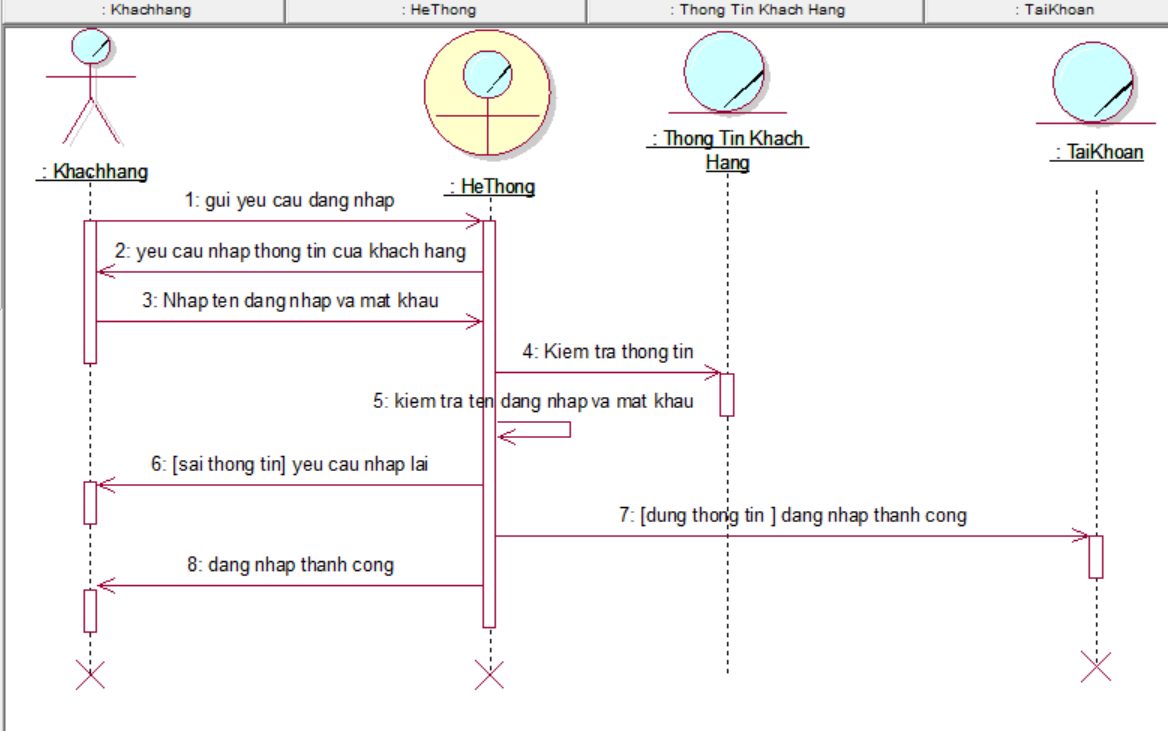 : Khachhang
: HeThong
: Thong Tin Khach Hang
: TaiKhoan
: Khachhang
: HeThong
: Thong Tin Khach
Hang
: TaiKhoan
1: gui yeu cau dang nhap
2: yeu cau nhap thong tin cua khach hang
3: Nhap ten dang nhap va mat khau
4: Kiem tra thong tin
5: kiem tra ten dang nhap va mat khau
6: [sai thong tin] yeu cau nhap lai
7: [dung thong tin ] dang nhap thanh cong
8: dang nhap thanh cong